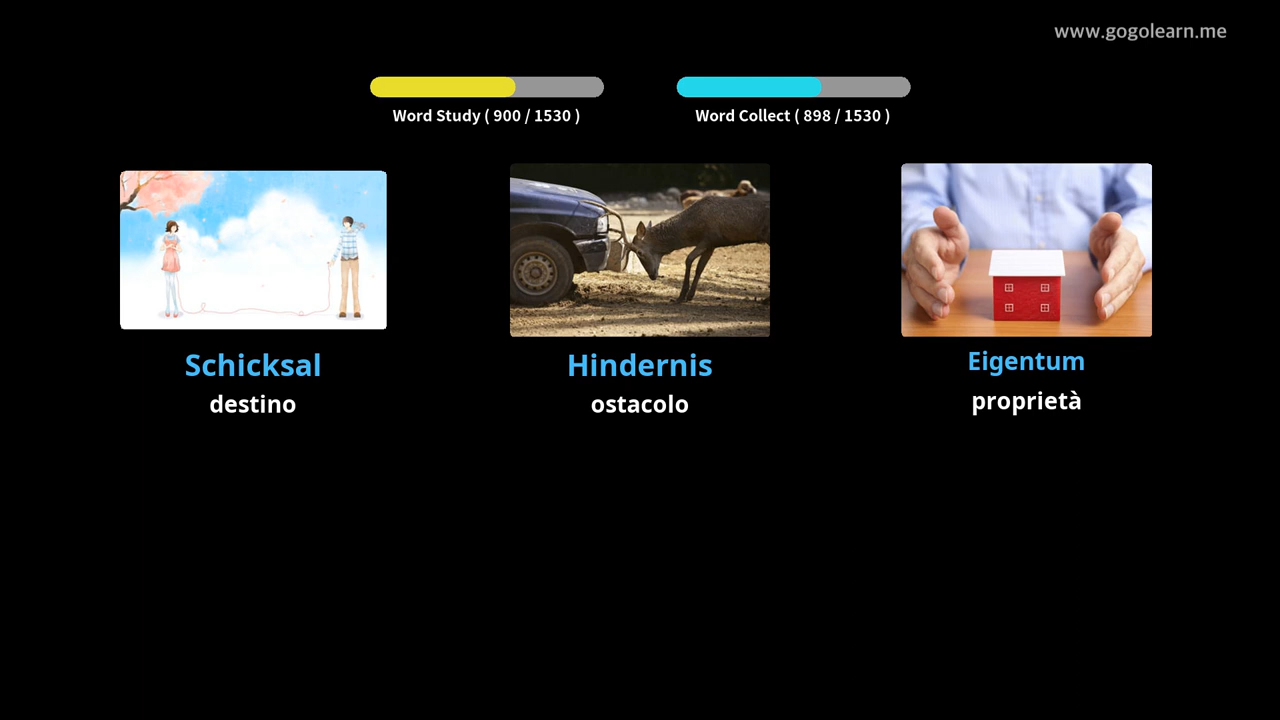 www.gogolearn.me
Word Study ( 900 / 1530 )
Word Collect ( 898 / 1530 )
Schicksal
destino
Hindernis
ostacolo
Eigentum
proprietà